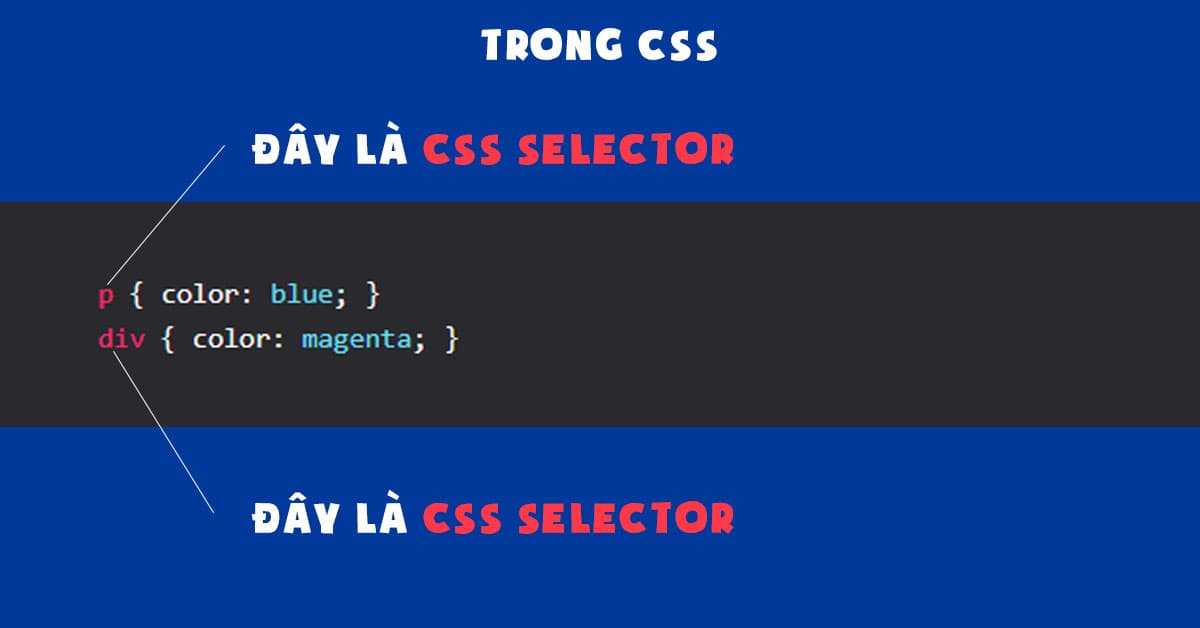 TRONG CSS
ĐÂY LÀ CSS SELECTOR
p { color: blue; }
div { color: magenta; }
ĐÂY LÀ CSS SELECTOR